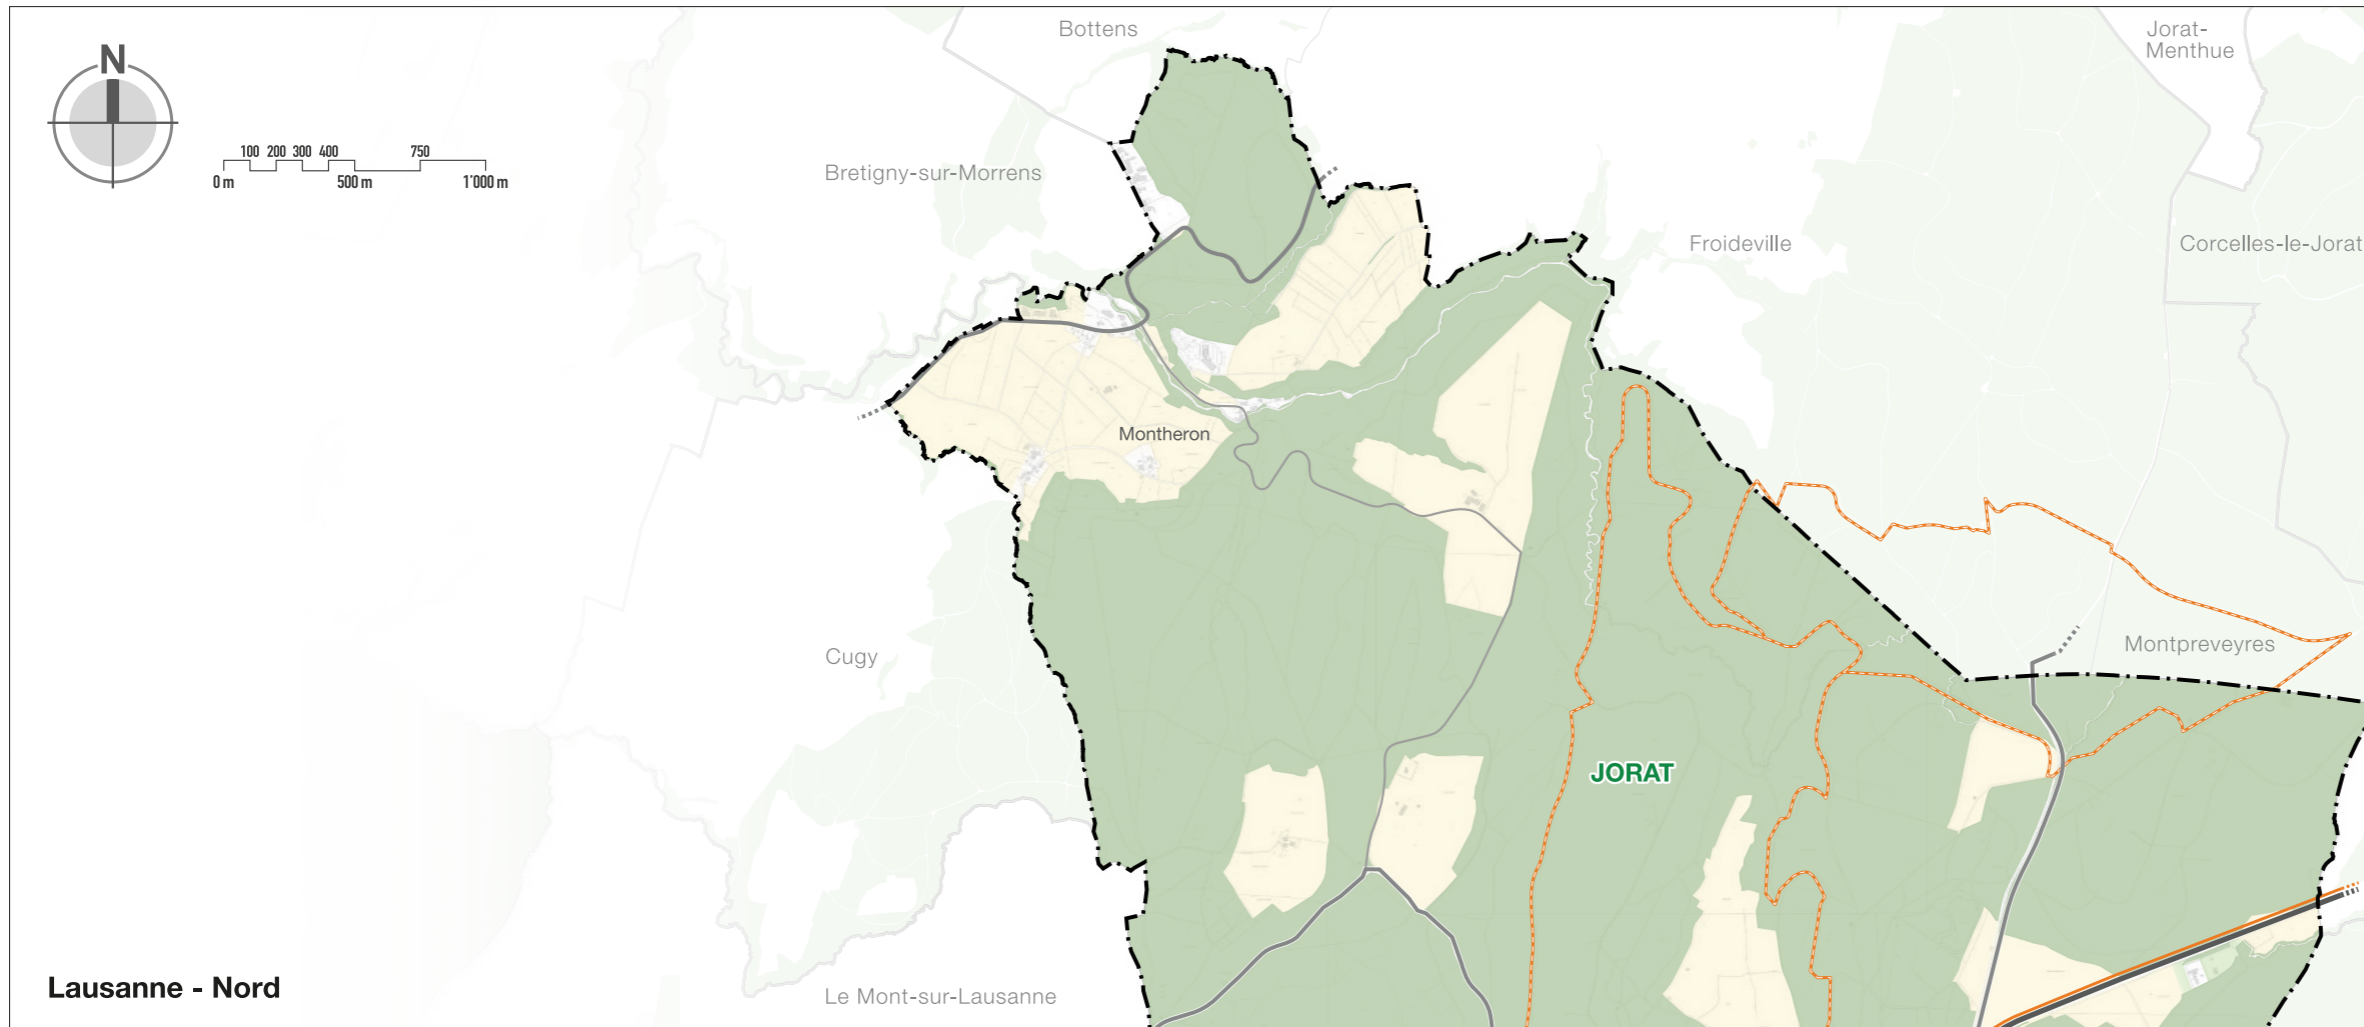 Bottens
Jorat-
Menthue
N
100 200 300 400 750
0 m 500 m 1'000 m
Bretigny-sur-Morrens
Froideville
Corcelles-le-Jorat
Montheron
Cugy
Montpreveyres
JORAT
Lausanne - Nord
Le Mont-sur-Lausanne